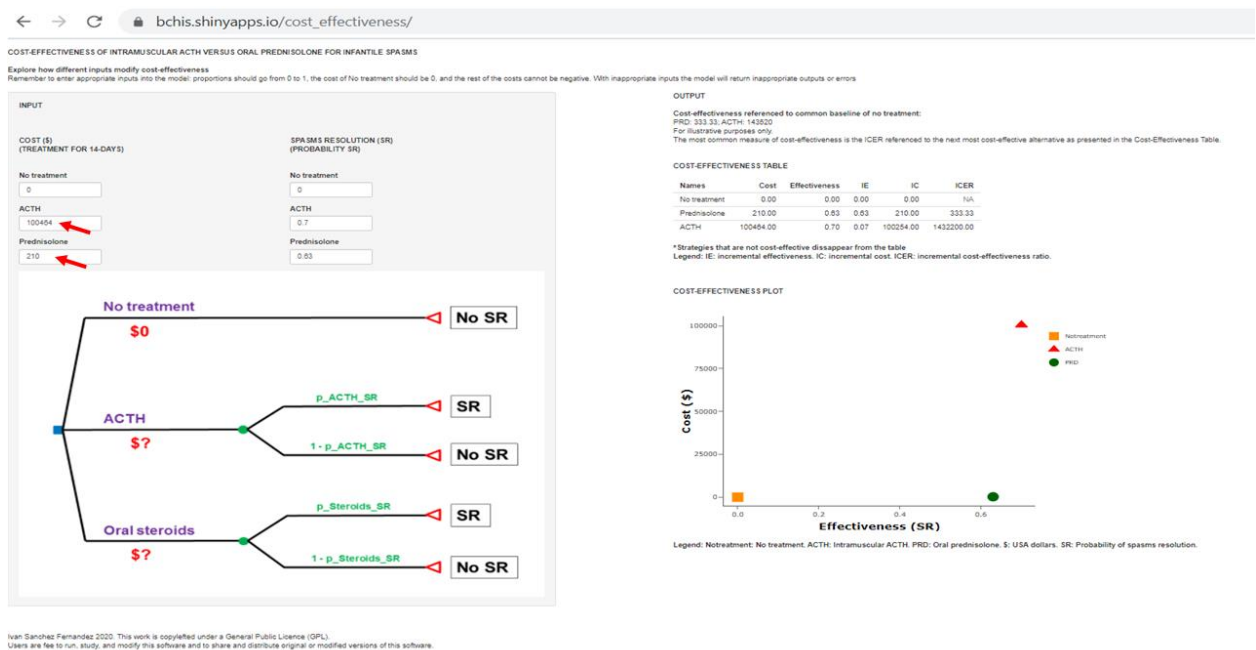 bchis.shinyapps.io/cost_effectiveness/
COST-EFFECTIVENESS OF INTRAMUSCULAR ACTH VERSUS ORAL PREDNISOLONE FOR INFANTILE SPASMS
Explore how different inputs modify cost-effectiveness
Remember to enter appropriate inputs into the model: proportions should go from 0 to 1, the cost of No treatment should be 0, and the rest of the costs cannot be negative. With inappropriate inputs the model will return inappropriate outputs or errors
INPUT
COST ($)
(TREATMENT FOR 14-DAYS)
No treatment
0
ACTH
100464
Prednisolone
210
SPASMS RESOLUTION (SR)
(PROBABILITY SR)
No treatment
0
ACTH
0.7
Prednisolone
0.63
No treatment
$0
No SR
ACTH
$?
p_ACTH_SR
SR
1 - p_ACTH_SR
No SR
Oral steroids
$?
p_Steroids_SR
SR
1 - p_Steroids_SR
No SR
OUTPUT
Cost-effectiveness referenced to common baseline of no treatment:
PRD: 333.33; ACTH: 143520
For illustrative purposes only.
The most common measure of cost-effectiveness is the ICER referenced to the next most cost-effective alternative as presented in the Cost-Effectiveness Table.
COST-EFFECTIVENESS TABLE
Names Cost Effectiveness IE IC ICER
No treatment 0.00 0.00 0.00 0.00 NA
Prednisolone 210.00 0.63 0.63 210.00 333.33
ACTH 100464.00 0.70 0.07 100254.00 1432200.00
*Strategies that are not cost-effective dissappear from the table
Legend: IE: incremental effectiveness. IC: incremental cost. ICER: incremental cost-effectiveness ratio.
COST-EFFECTIVENESS PLOT
100000
75000
50000
25000
0
Cost ($)
0.0 0.2 0.4 0.6
Effectiveness (SR)
Notreatment
ACTH
PRD
Legend: Notreatment: No treatment. ACTH: Intramuscular ACTH. PRD: Oral prednisolone. $: USA dollars. SR: Probability of spasms resolution.
Ivan Sanchez Fernandez 2020. This work is copylefted under a General Public Licence (GPL).
Users are fee to run, study, and modify this software and to share and distribute original or modified versions of this software.